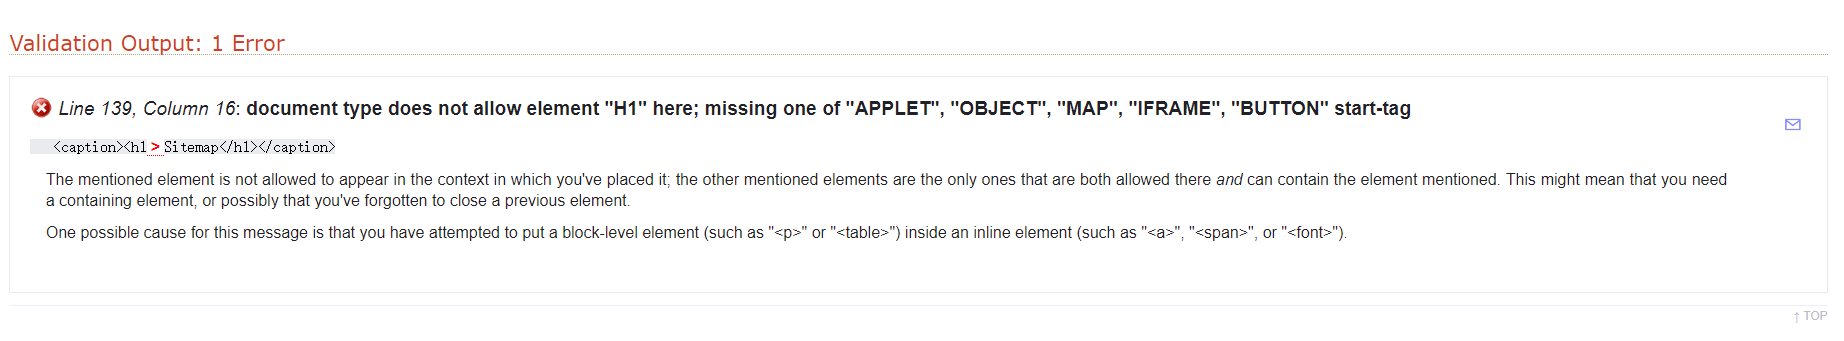 Validation Output: 1 Error
Line 139, Column 16: document type does not allow element "H1" here; missing one of "APPLET", "OBJECT", "MAP", "IFRAME", "BUTTON" start-tag
<caption><h1>Sitemap</h1></caption>
The mentioned element is not allowed to appear in the context in which you've placed it; the other mentioned elements are the only ones that are both allowed there and can contain the element mentioned. This might mean that you need
a containing element, or possibly that you've forgotten to close a previous element.
One possible cause for this message is that you have attempted to put a block-level element (such as "<p>" or "<table>") inside an inline element (such as "<a>", "<span>", or "<font>").
↑ TOP